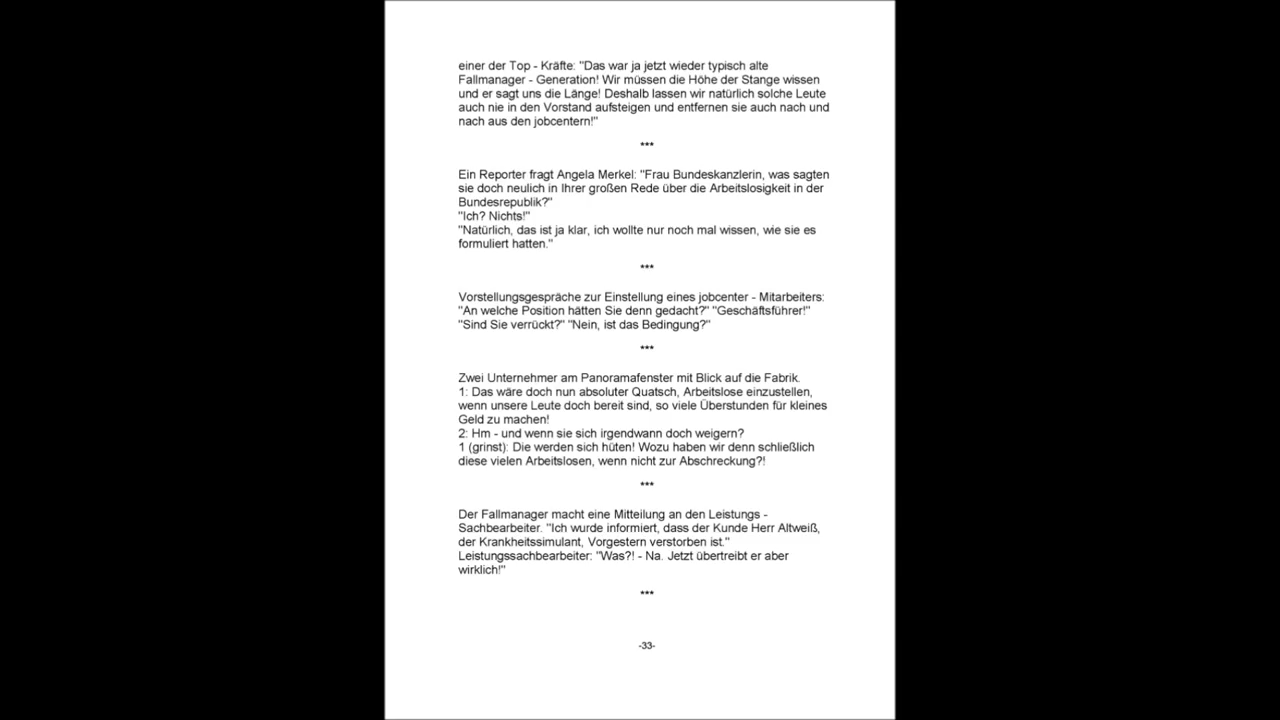 einer der Top - Kräfte: "Das war ja jetzt wieder typisch alte
Fallmanager - Generation! Wir müssen die Höhe der Stange wissen
und er sagt uns die Länge! Deshalb lassen wir natürlich solche Leute
auch nie in den Vorstand aufsteigen und entfernen sie auch nach und
nach aus den jobcentern!"
***
Ein Reporter fragt Angela Merkel: "Frau Bundeskanzlerin, was sagten
sie doch neulich in Ihrer großen Rede über die Arbeitslosigkeit in der
Bundesrepublik?"
"Ich? Nichts!"
"Natürlich, das ist ja klar, ich wollte nur noch mal wissen, wie sie es
formuliert hatten."
***
Vorstellungsgespräche zur Einstellung eines jobcenter - Mitarbeiters:
"An welche Position hätten Sie denn gedacht?" "Geschäftsführer!"
"Sind Sie verrückt?" "Nein, ist das Bedingung?"
***
Zwei Unternehmer am Panoramafenster mit Blick auf die Fabrik.
1: Das wäre doch nun absoluter Quatsch, Arbeitslose einzustellen,
wenn unsere Leute doch bereit sind, so viele Überstunden für kleines
Geld zu machen!
2: Hm - und wenn sie sich irgendwann doch weigern?
1 (grinst): Die werden sich hüten! Wozu haben wir denn schließlich
diese vielen Arbeitslosen, wenn nicht zur Abschreckung?!
***
Der Fallmanager macht eine Mitteilung an den Leistungs -
Sachbearbeiter. "Ich wurde informiert, dass der Kunde Herr Altweiß,
der Krankheitssimulant, Vorgestern verstorben ist."
Leistungssachbearbeiter: "Was?! - Na. Jetzt übertreibt er aber
wirklich!"
***
-33-